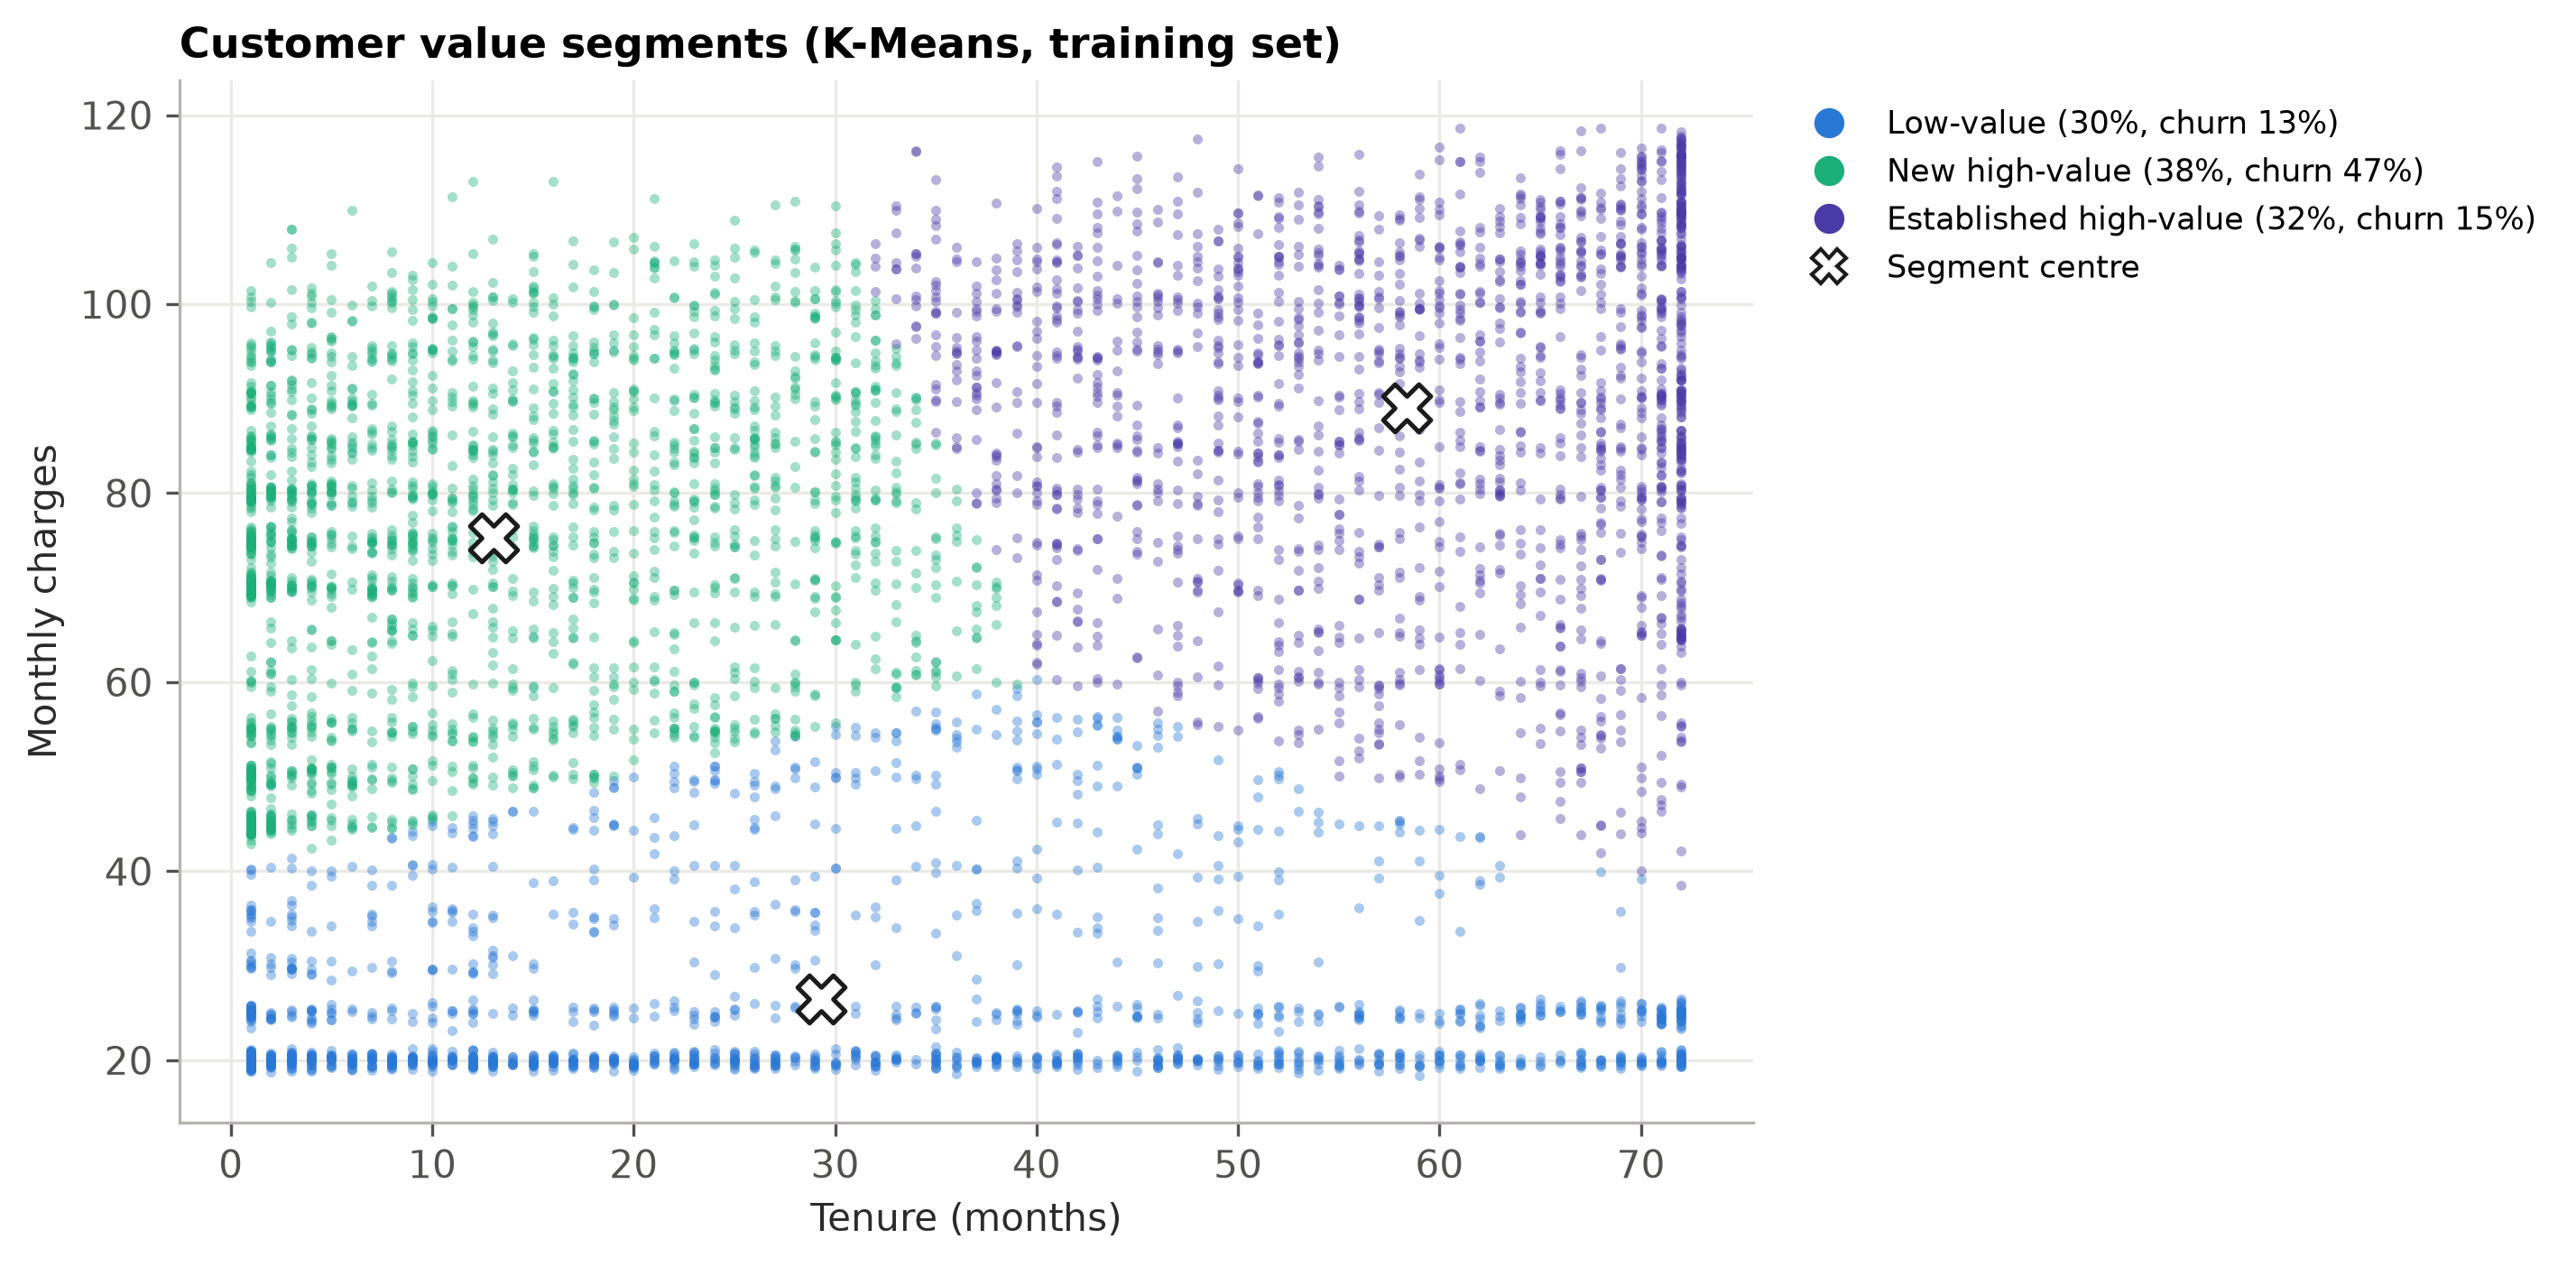 Customer value segments (K-Means, training set)
Low-value (30%, churn 13%)
New high-value (38%, churn 47%)
Established high-value (32%, churn 15%)
Segment centre
Monthly charges
120
100
80
60
40
20
0 10 20 30 40 50 60 70
Tenure (months)